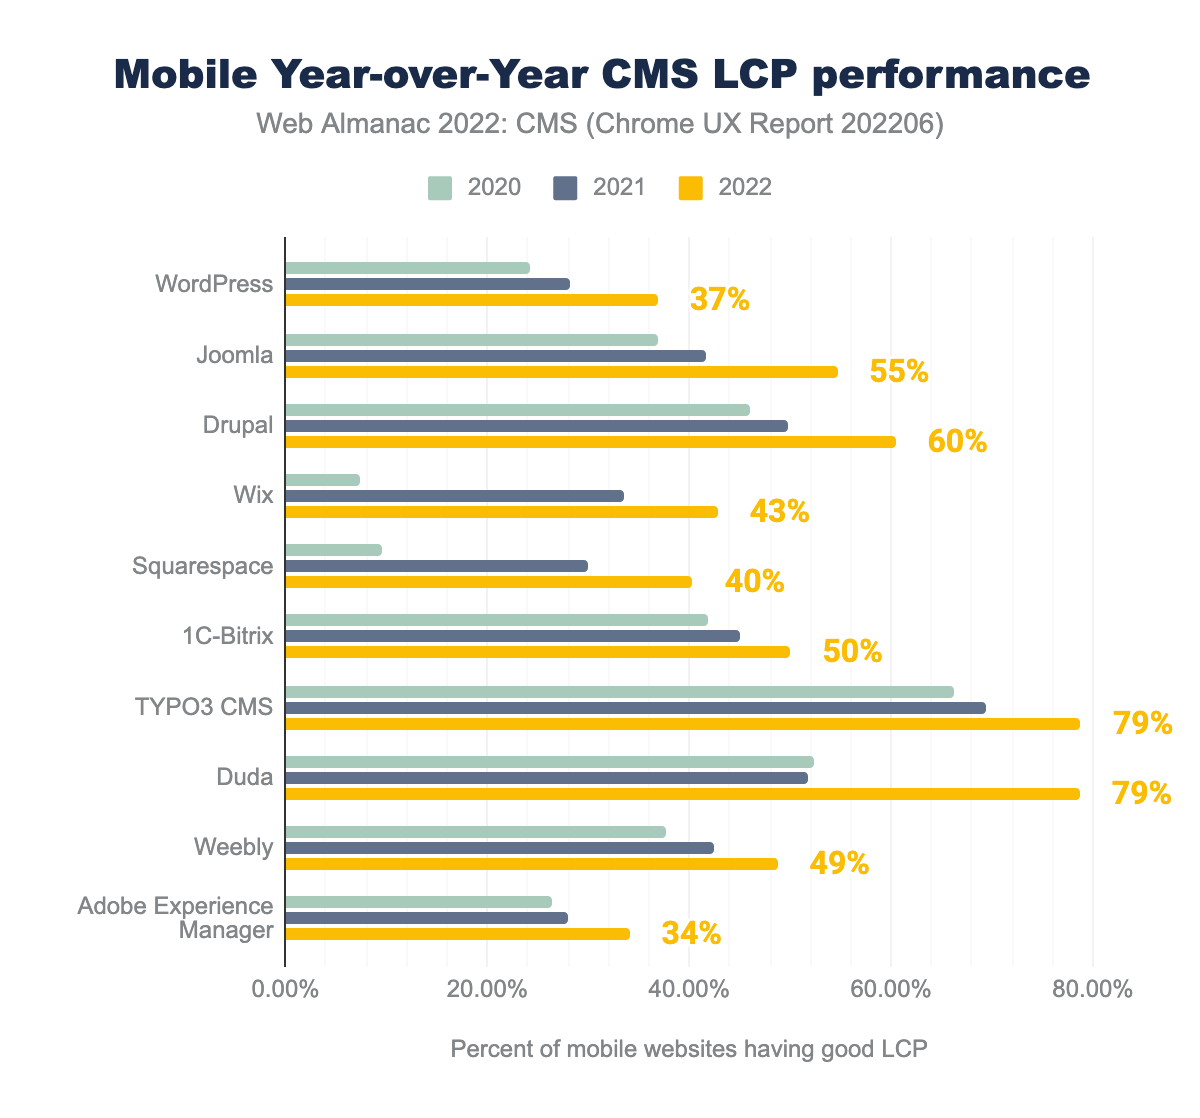 Mobile Year-over-Year CMS LCP performance
Web Almanac 2022: CMS (Chrome UX Report 202206)
2020 2021 2022
WordPress 37%
Joomla 55%
Drupal 60%
Wix 43%
Squarespace 40%
1C-Bitrix 50%
TYPO3 CMS 79%
Duda 79%
Weebly 49%
Adobe Experience
Manager 34%
0.00% 20.00% 40.00% 60.00% 80.00%
Percent of mobile websites having good LCP